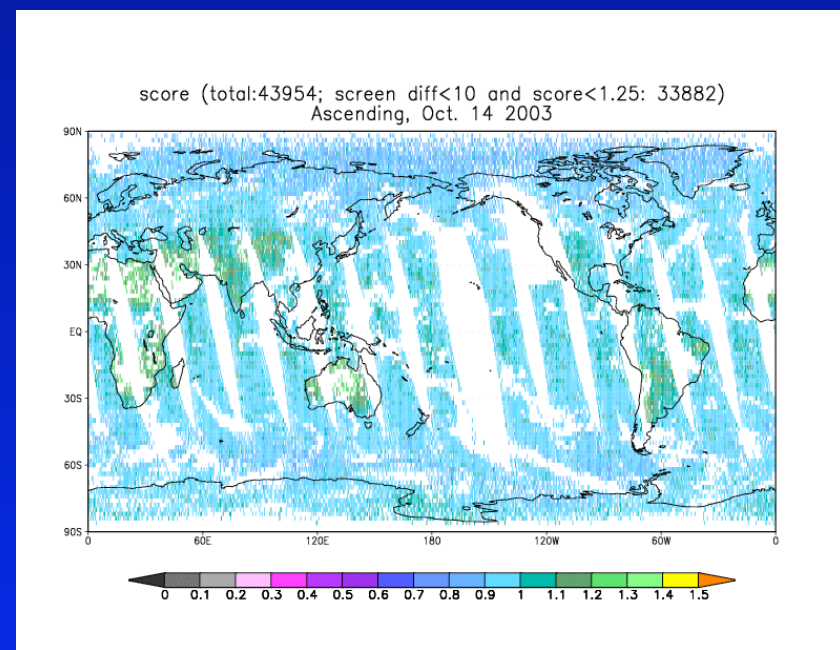 score (total:43954; screen diff<10 and score<1.25: 33882)
Ascending, Oct. 14 2003
90N
60N
30N
EQ
30S
60S
90S
0 60E 120E 180 120W 60W 0
0 0.1 0.2 0.3 0.4 0.5 0.6 0.7 0.8 0.9 1 1.1 1.2 1.3 1.4 1.5